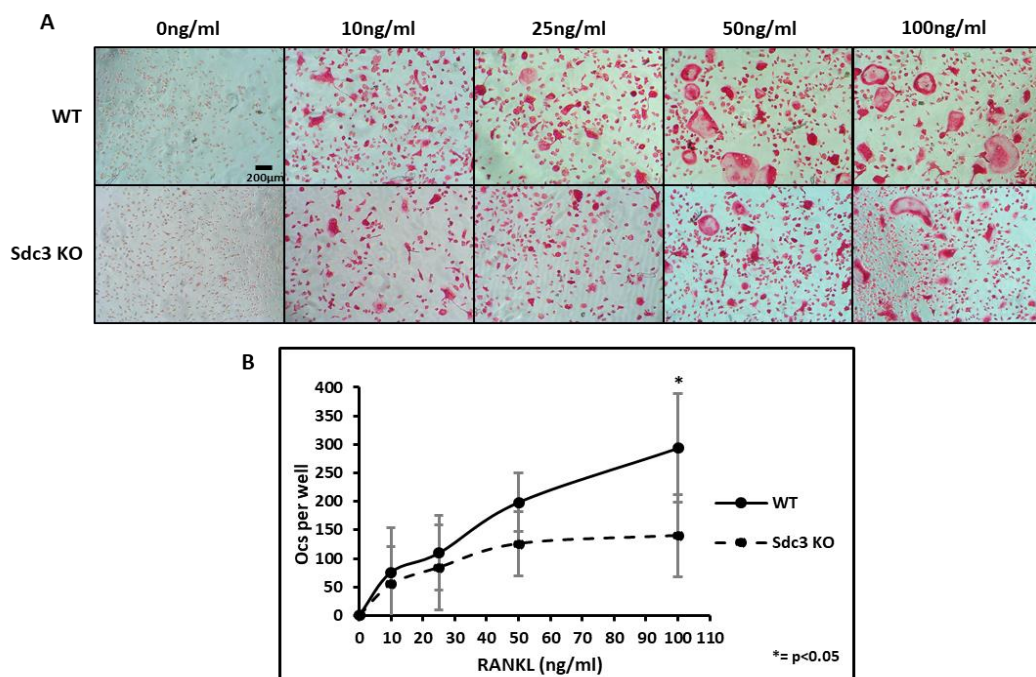 A
0ng/ml 10ng/ml 25ng/ml 50ng/ml 100ng/ml
WT
200µm
Sdc3 KO
B
400
350
300
250
200
150
100
50
0
Ocs per well
*
WT
Sdc3 KO
0 10 20 30 40 50 60 70 80 90 100 110
RANKL (ng/ml)
*= p<0.05